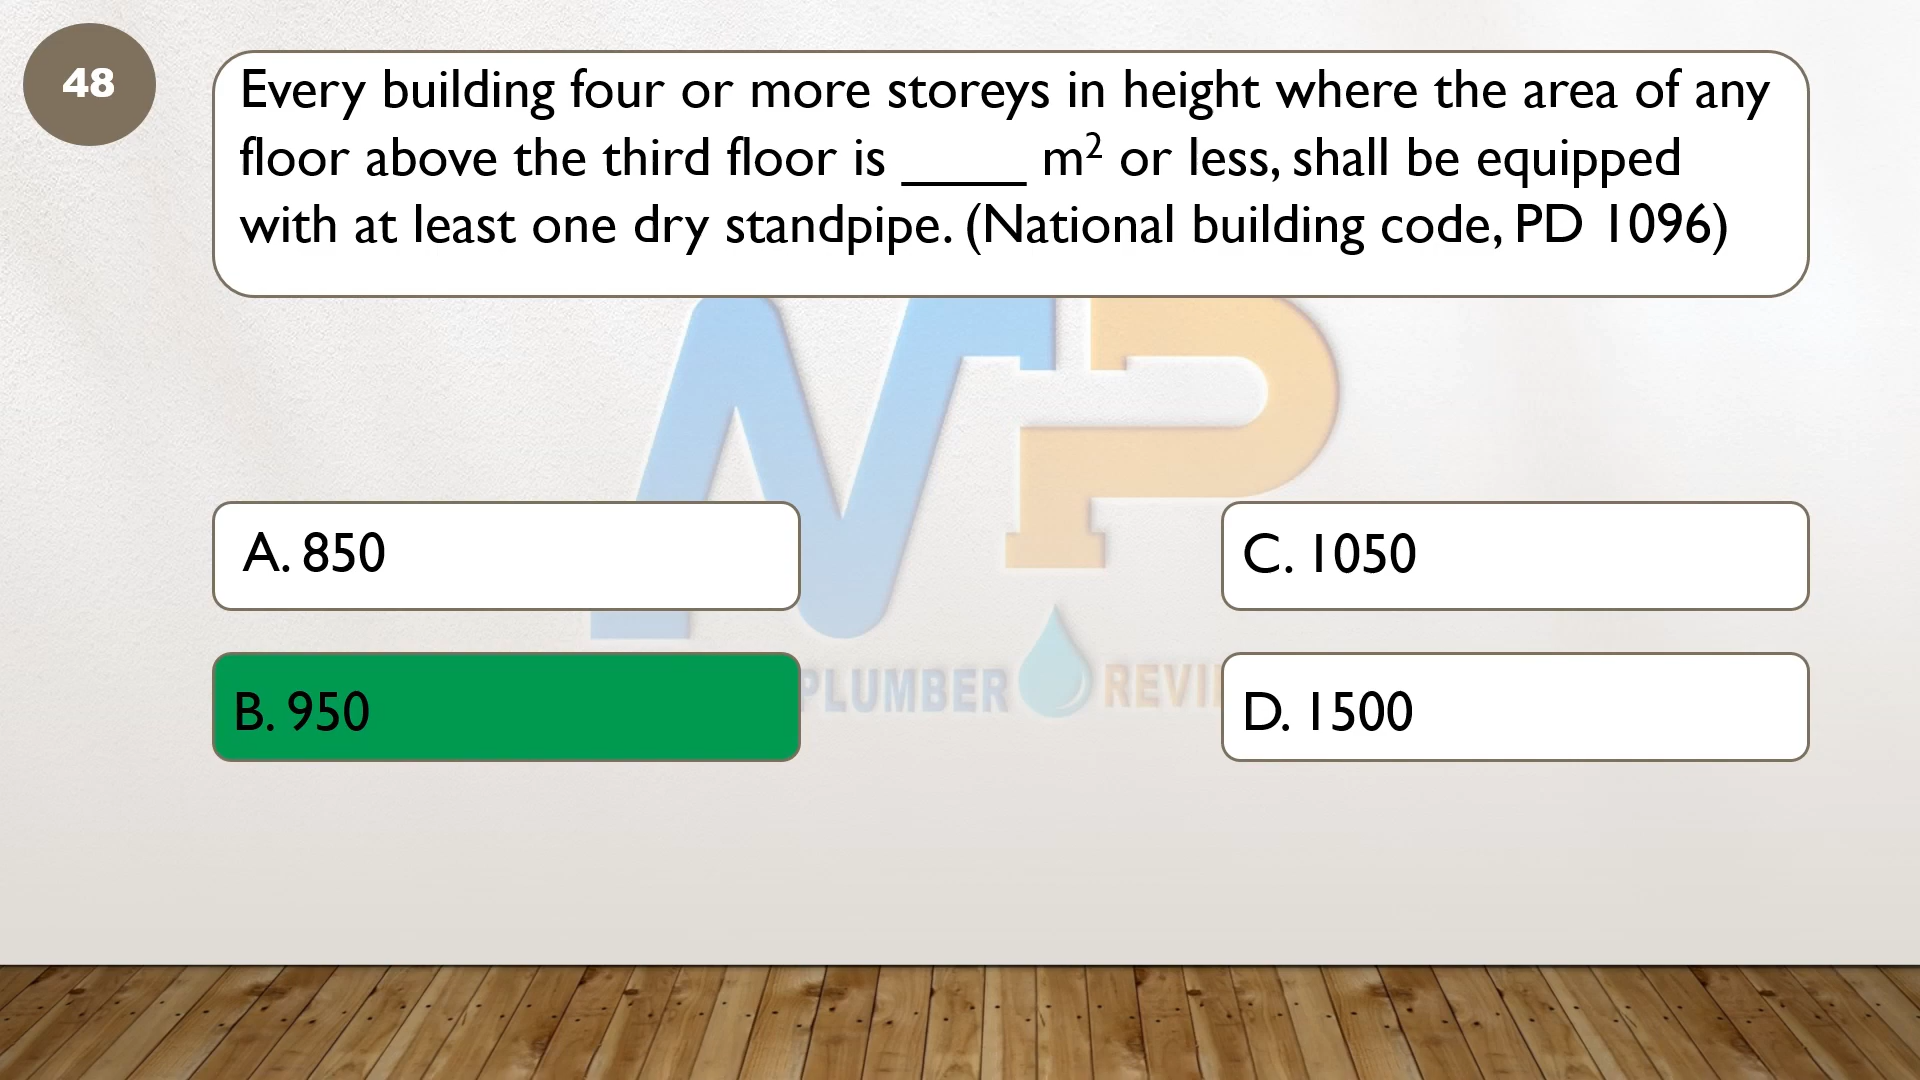 48
Every building four or more storeys in height where the area of any
floor above the third floor is _____ m² or less, shall be equipped
with at least one dry standpipe. (National building code, PD 1096)
A. 850
C. 1050
B. 950
D. 1500
PLUMBER